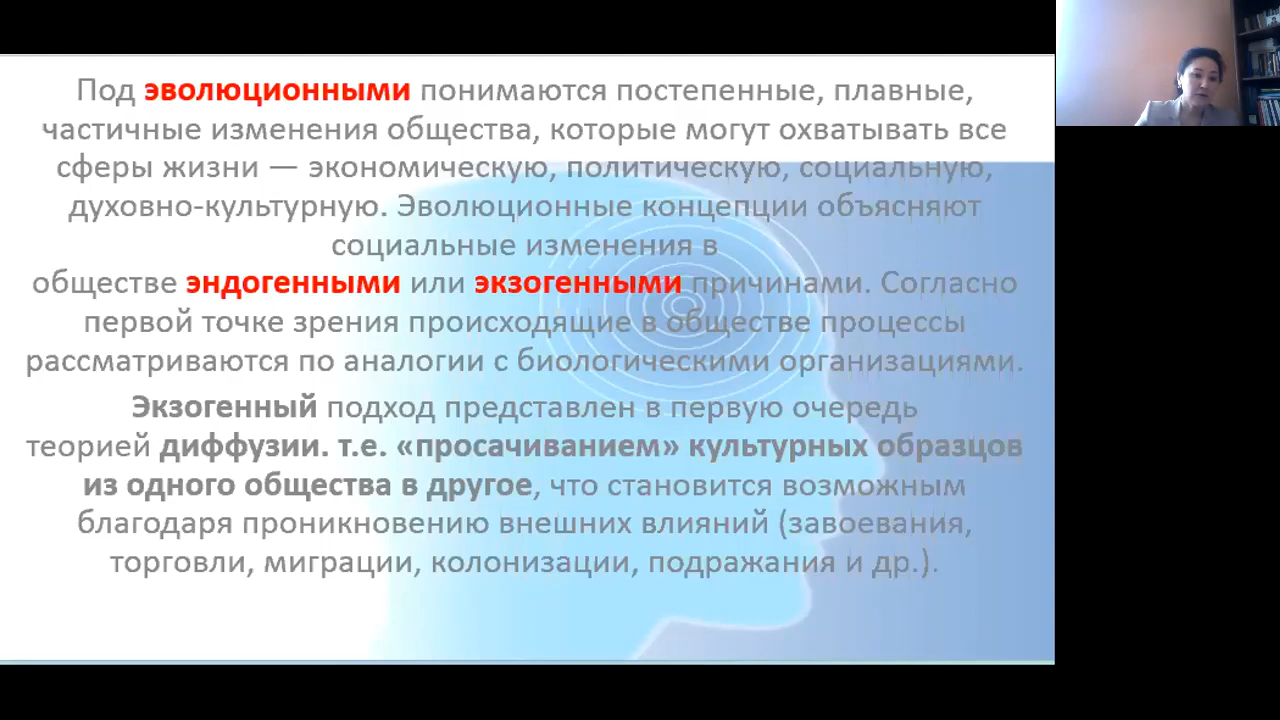 Под эволюционными понимаются постепенные, плавные,
частичные изменения общества, которые могут охватывать все
сферы жизни — экономическую, политическую, социальную,
духовно-культурную. Эволюционные концепции объясняют
социальные изменения в
обществе эндогенными или экзогенными причинами. Согласно
первой точке зрения происходящие в обществе процессы
рассматриваются по аналогии с биологическими организациями.
Экзогенный подход представлен в первую очередь
теорией диффузии. т.е. «просачиванием» культурных образцов
из одного общества в другое, что становится возможным
благодаря проникновению внешних влияний (завоевания,
торговли, миграции, колонизации, подражания и др.).